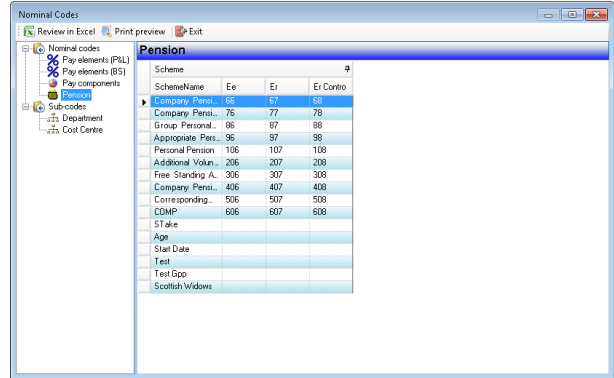 Nominal Codes
Review in Excel Print preview Exit
Nominal codes
Pay elements (P&L)
Pay elements (BS)
Pay components
Pension
Sub-codes
Department
Cost Centre
Pension
Scheme
SchemeName Ee Er Er Contro
Company Pensi... 66 67 68
Company Pensi... 76 77 78
Group Personal... 86 87 88
Appropriate Pers... 96 97 98
Personal Pension 106 107 108
Additional Volun... 206 207 208
Free Standing A... 306 307 308
Company Pensi... 406 407 408
Corresponding... 506 507 508
COMP 606 607 608
STake
Age
Start Date
Test
Test Gpp
Scottish Widows